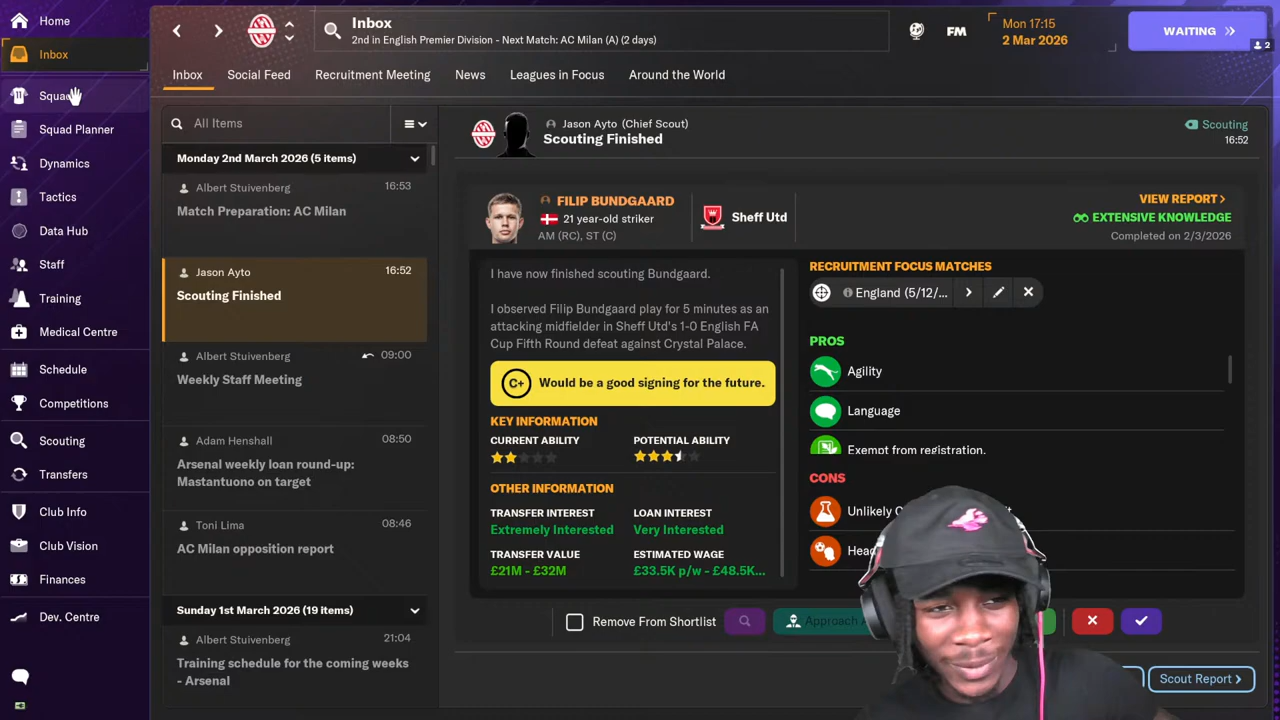 Home
Inbox
Squad
Squad Planner
Dynamics
Tactics
Data Hub
Staff
Training
Medical Centre
Schedule
Competitions
Scouting
Transfers
Club Info
Club Vision
Finances
Dev. Centre
Inbox
2nd in English Premier Division - Next Match: AC Milan (A) (2 days)
FM
Mon 17:15
2 Mar 2026
WAITING
2
Inbox
Social Feed
Recruitment Meeting
News
Leagues in Focus
Around the World
All Items
Monday 2nd March 2026 (5 items)
Albert Stuivenberg 16:53
Match Preparation: AC Milan
Jason Ayto 16:52
Scouting Finished
Albert Stuivenberg 09:00
Weekly Staff Meeting
Adam Henshall 08:50
Arsenal weekly loan round-up:
Mastantuono on target
Toni Lima 08:46
AC Milan opposition report
Sunday 1st March 2026 (19 items)
Albert Stuivenberg 21:04
Training schedule for the coming weeks
- Arsenal
Jason Ayto (Chief Scout)
Scouting Finished
Scouting
16:52
FILIP BUNDGAARD
21 year-old striker
AM (RC), ST (C)
Sheff Utd
VIEW REPORT
EXTENSIVE KNOWLEDGE
Completed on 2/3/2026
I have now finished scouting Bundgaard.
I observed Filip Bundgaard play for 5 minutes as an
attacking midfielder in Sheff Utd's 1-0 English FA
Cup Fifth Round defeat against Crystal Palace.
C+ Would be a good signing for the future.
KEY INFORMATION
CURRENT ABILITY POTENTIAL ABILITY
OTHER INFORMATION
TRANSFER INTEREST LOAN INTEREST
Extremely Interested Very Interested
TRANSFER VALUE ESTIMATED WAGE
£21M - £32M £33.5K p/w - £48.5K...
RECRUITMENT FOCUS MATCHES
England (5/12/...
PROS
Agility
Language
Exempt from registration.
CONS
Unlikely
Head
Remove From Shortlist
Approach
Scout Report